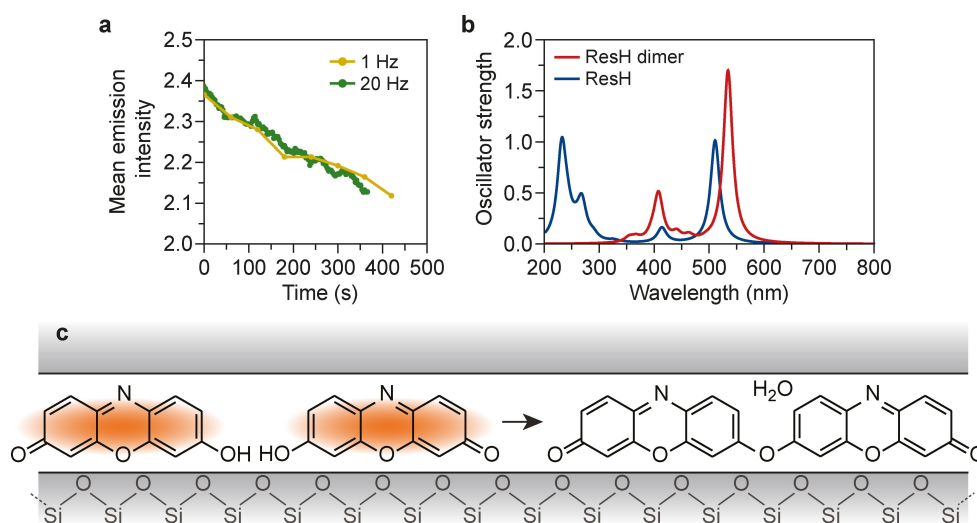 a
2.5
2.4
2.3
2.2
2.1
2.0
0 100 200 300 400 500
Time (s)
Mean emission
intensity
1 Hz
20 Hz
b
2.0
1.5
1.0
0.5
0.0
200 300 400 500 600 700 800
Wavelength (nm)
Oscillator strength
ResH dimer
ResH
c
N N N H₂O N
O O OH HO O O O O O O O
O O O O O O O O O O O O O O O
Si Si Si Si Si Si Si Si Si Si Si Si Si Si Si Si